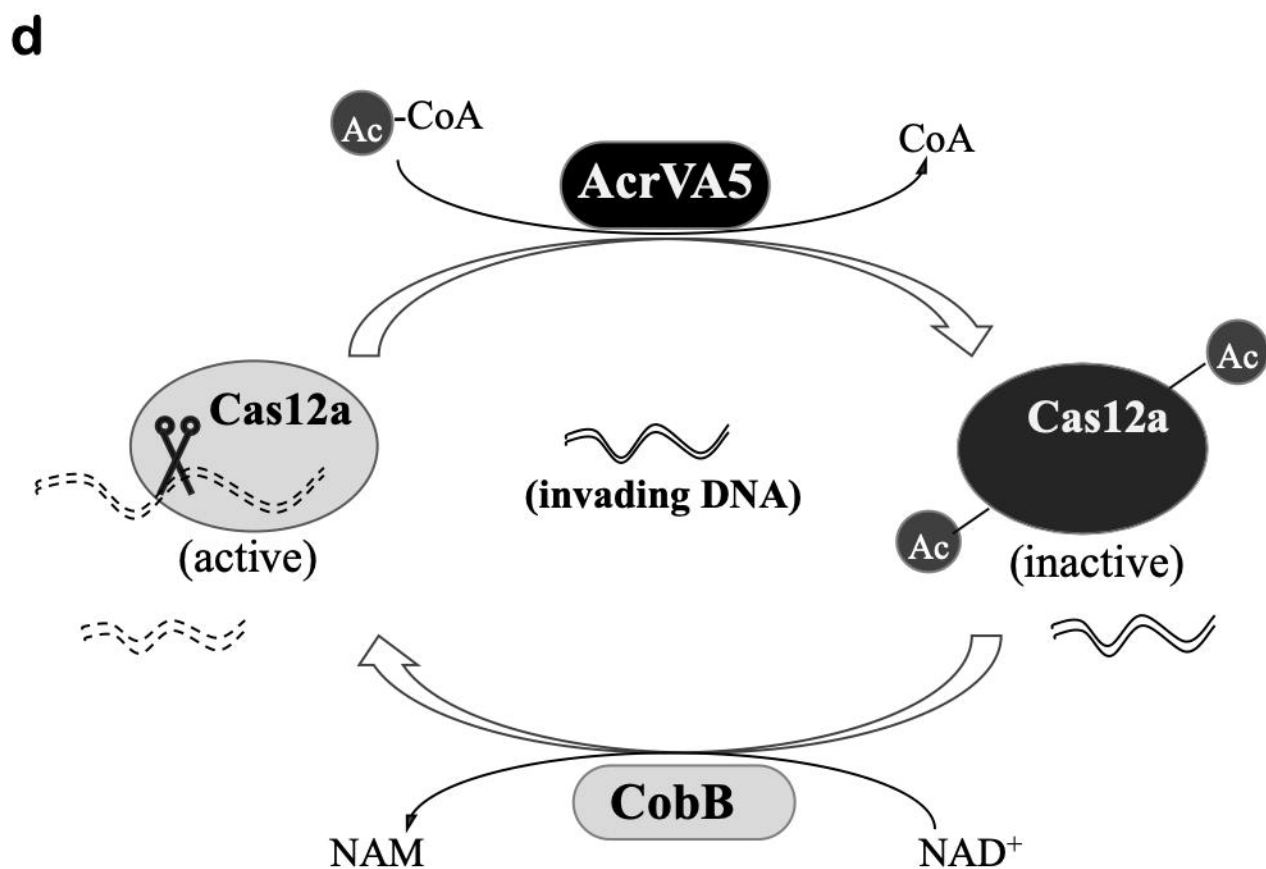 d
Ac
-CoA
AcrVA5
CoA
Cas12a
(active)
(invading DNA)
Ac
Cas12a
Ac
(inactive)
CobB
NAM
NAD⁺